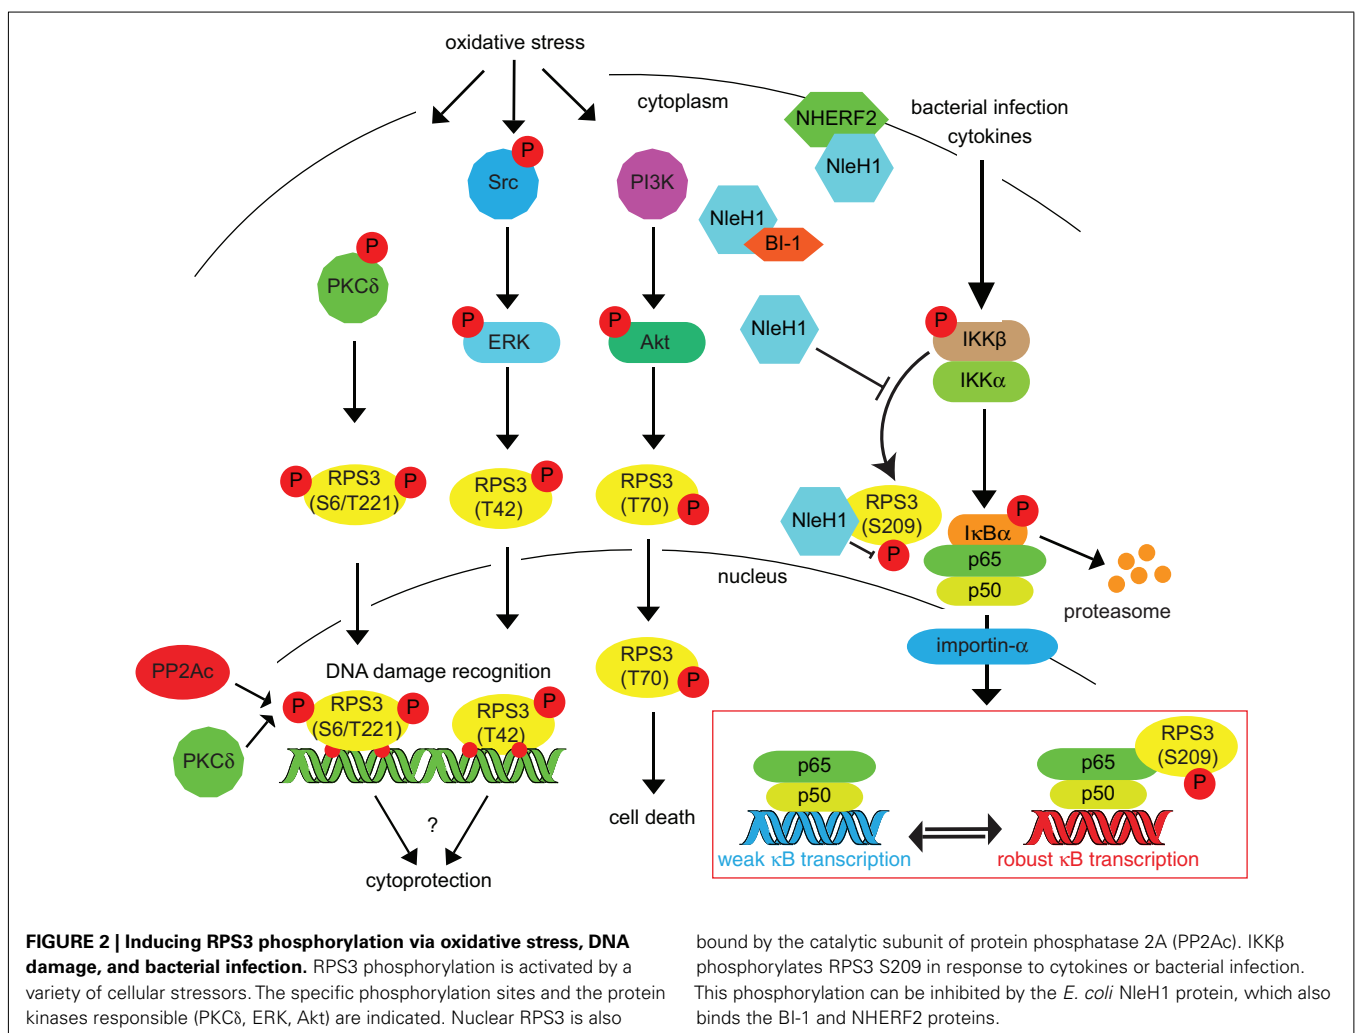 oxidative stress
cytoplasm
NHERF2
NleH1
bacterial infection
cytokines
P
Src
PI3K
NleH1
BI-1
P
PKCδ
P
ERK
P
Akt
NleH1
P
IKKβ
IKKα
P
RPS3
(S6/T221)
P
RPS3
(T42)
P
RPS3
(T70)
P
NleH1
RPS3
(S209)
P
IκBα
P
p65
p50
proteasome
nucleus
importin-α
PP2Ac
PKCδ
DNA damage recognition
P
RPS3
(S6/T221)
P
RPS3
(T42)
P
RPS3
(T70)
P
?
cytoprotection
cell death
p65
p50
weak κB transcription
p65
p50
RPS3
(S209)
P
robust κB transcription
FIGURE 2 | Inducing RPS3 phosphorylation via oxidative stress, DNA
damage, and bacterial infection. RPS3 phosphorylation is activated by a
variety of cellular stressors. The specific phosphorylation sites and the protein
kinases responsible (PKCδ, ERK, Akt) are indicated. Nuclear RPS3 is also
bound by the catalytic subunit of protein phosphatase 2A (PP2Ac). IKKβ
phosphorylates RPS3 S209 in response to cytokines or bacterial infection.
This phosphorylation can be inhibited by the E. coli NleH1 protein, which also
binds the BI-1 and NHERF2 proteins.